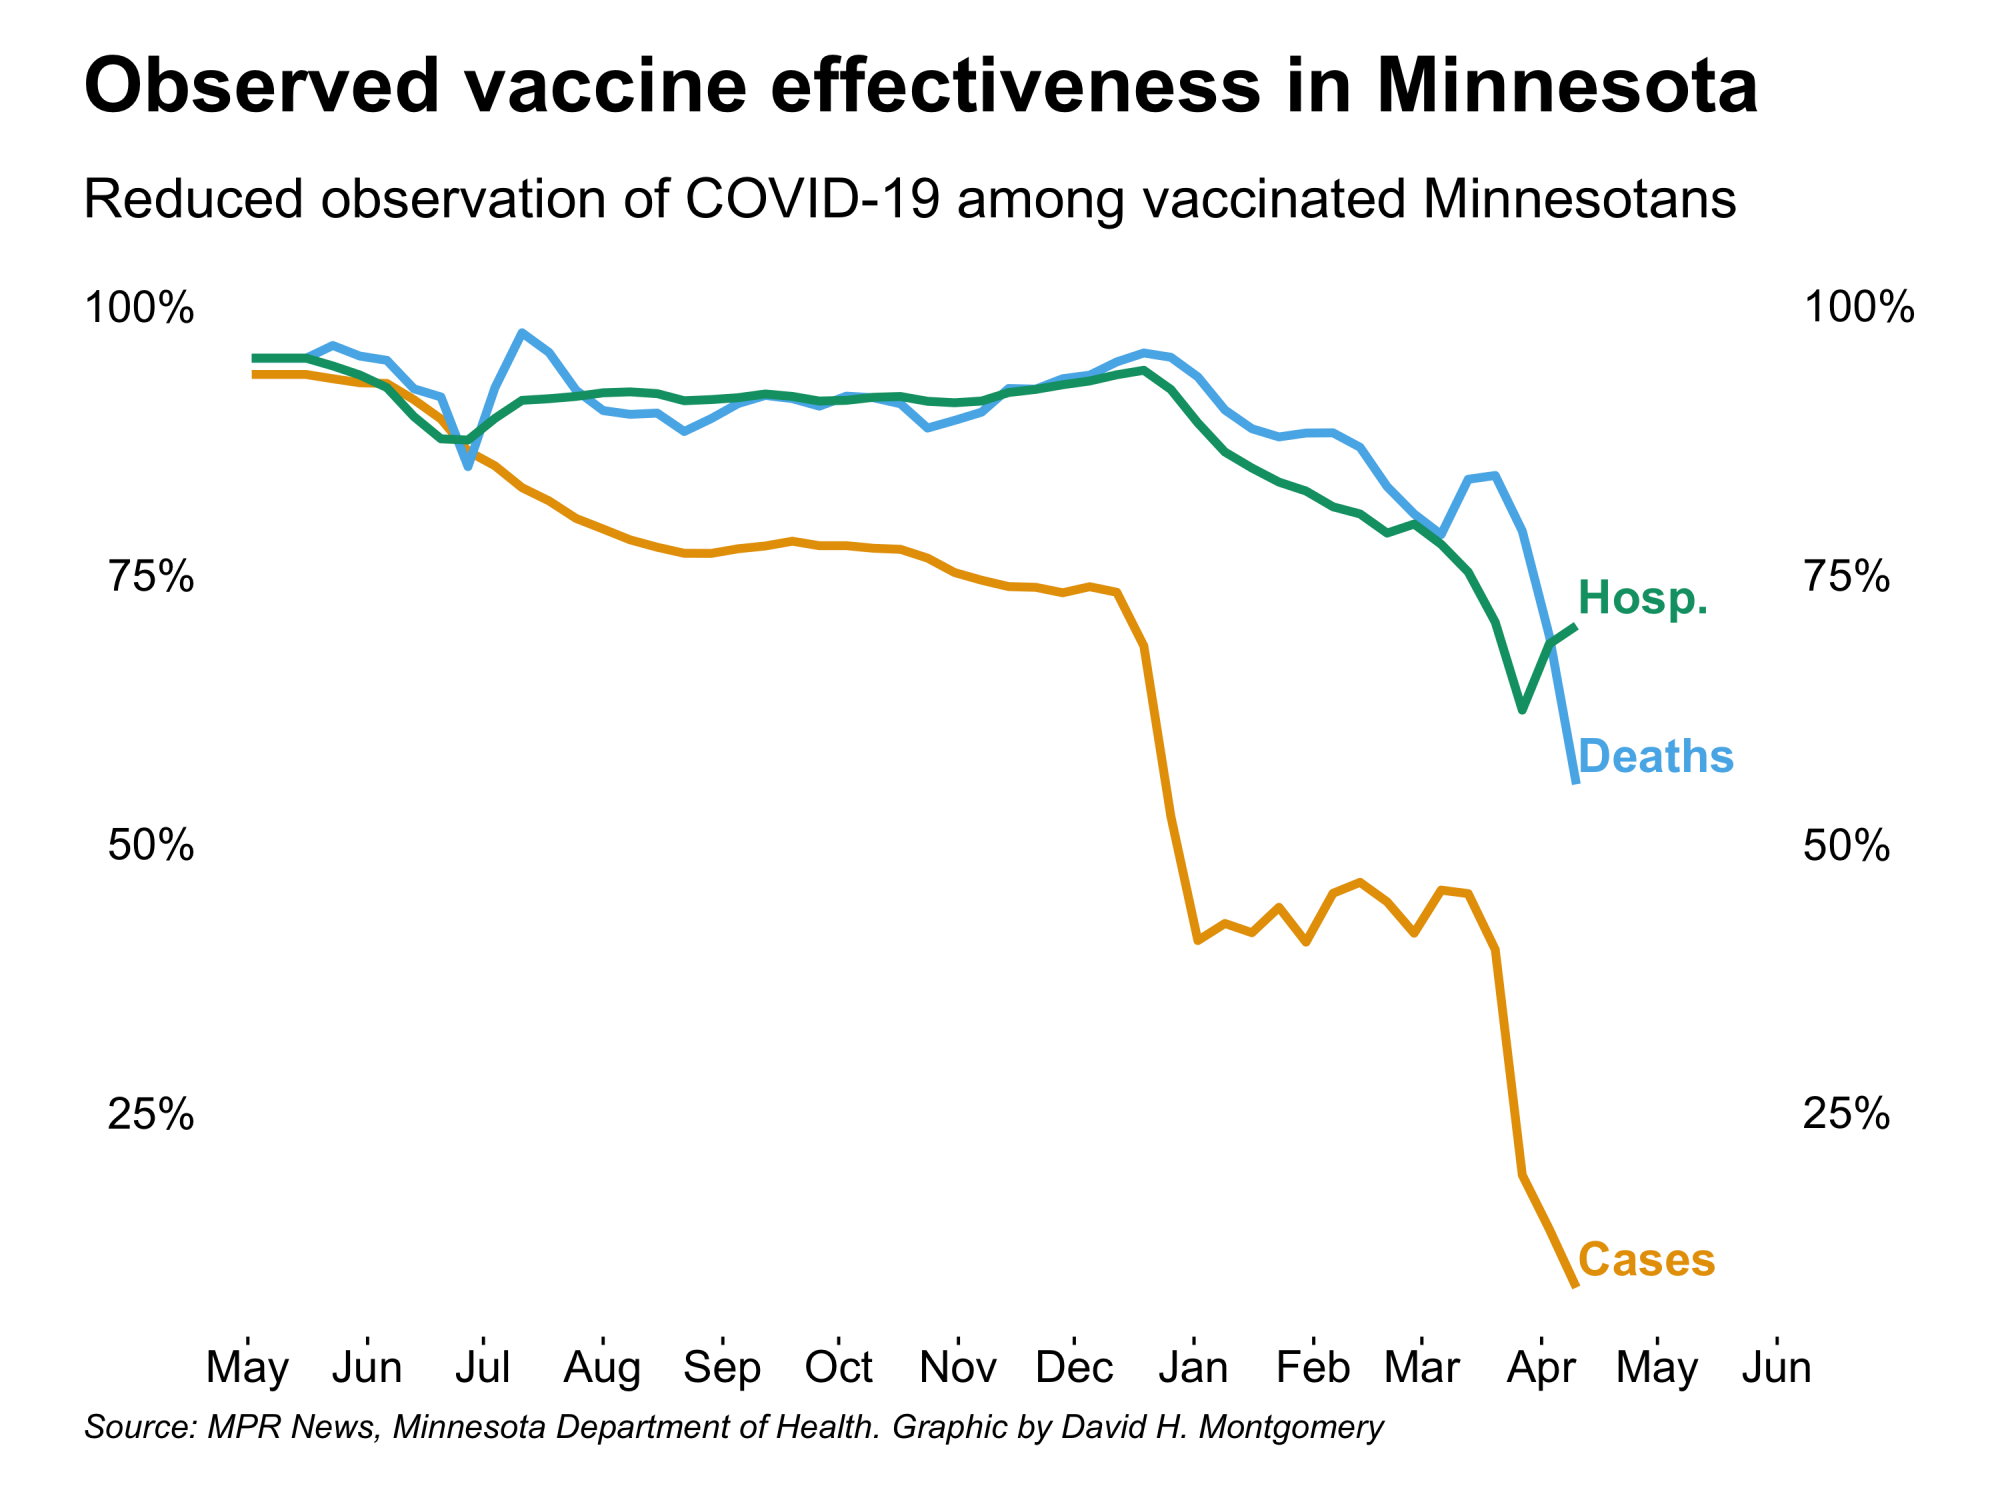 Observed vaccine effectiveness in Minnesota
Reduced observation of COVID-19 among vaccinated Minnesotans
100% 100%
75% 75%
Hosp.
Deaths
50% 50%
25% 25%
Cases
May Jun Jul Aug Sep Oct Nov Dec Jan Feb Mar Apr May Jun
Source: MPR News, Minnesota Department of Health. Graphic by David H. Montgomery